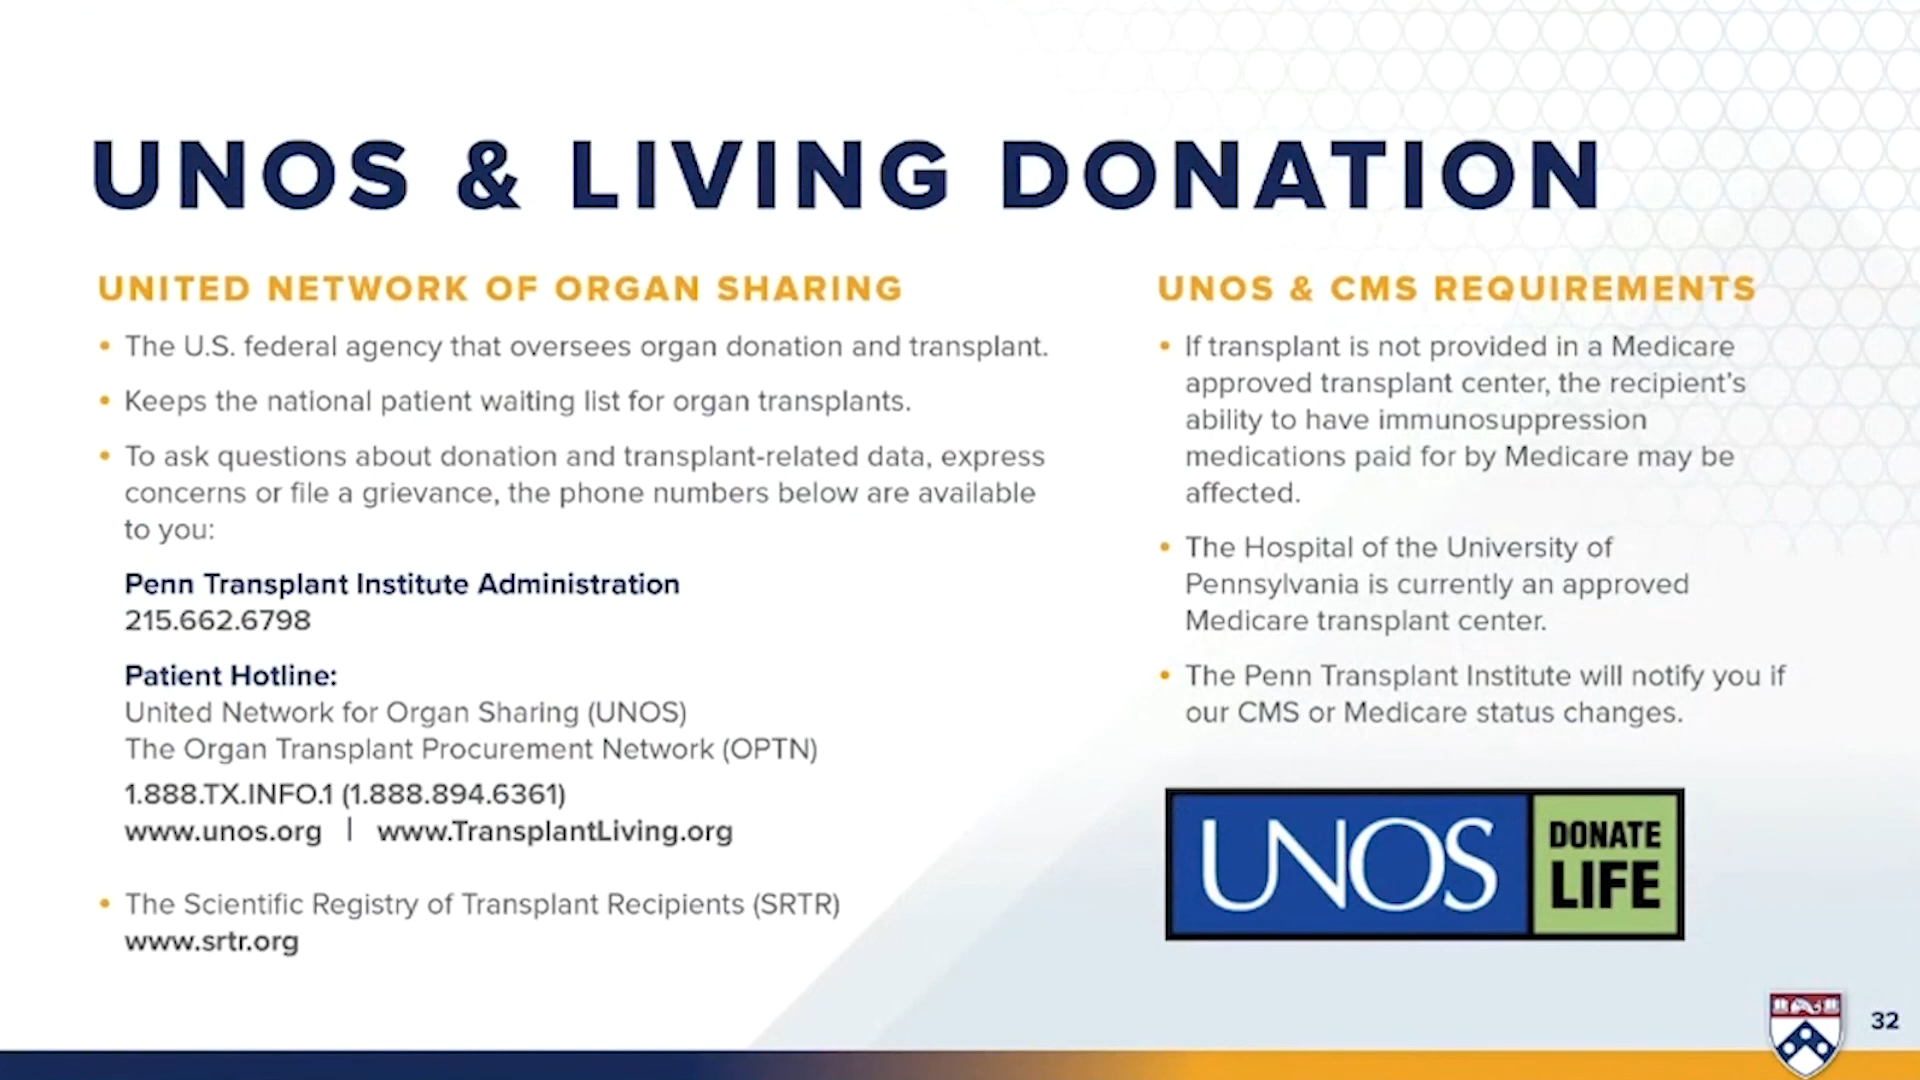 UNOS & LIVING DONATION
UNITED NETWORK OF ORGAN SHARING
• The U.S. federal agency that oversees organ donation and transplant.
• Keeps the national patient waiting list for organ transplants.
• To ask questions about donation and transplant-related data, express
concerns or file a grievance, the phone numbers below are available
to you:
Penn Transplant Institute Administration
215.662.6798
Patient Hotline:
United Network for Organ Sharing (UNOS)
The Organ Transplant Procurement Network (OPTN)
1.888.TX.INFO.1 (1.888.894.6361)
www.unos.org | www.TransplantLiving.org
• The Scientific Registry of Transplant Recipients (SRTR)
www.srtr.org
UNOS & CMS REQUIREMENTS
• If transplant is not provided in a Medicare
approved transplant center, the recipient's
ability to have immunosuppression
medications paid for by Medicare may be
affected.
• The Hospital of the University of
Pennsylvania is currently an approved
Medicare transplant center.
• The Penn Transplant Institute will notify you if
our CMS or Medicare status changes.
UNOS
DONATE
LIFE
32